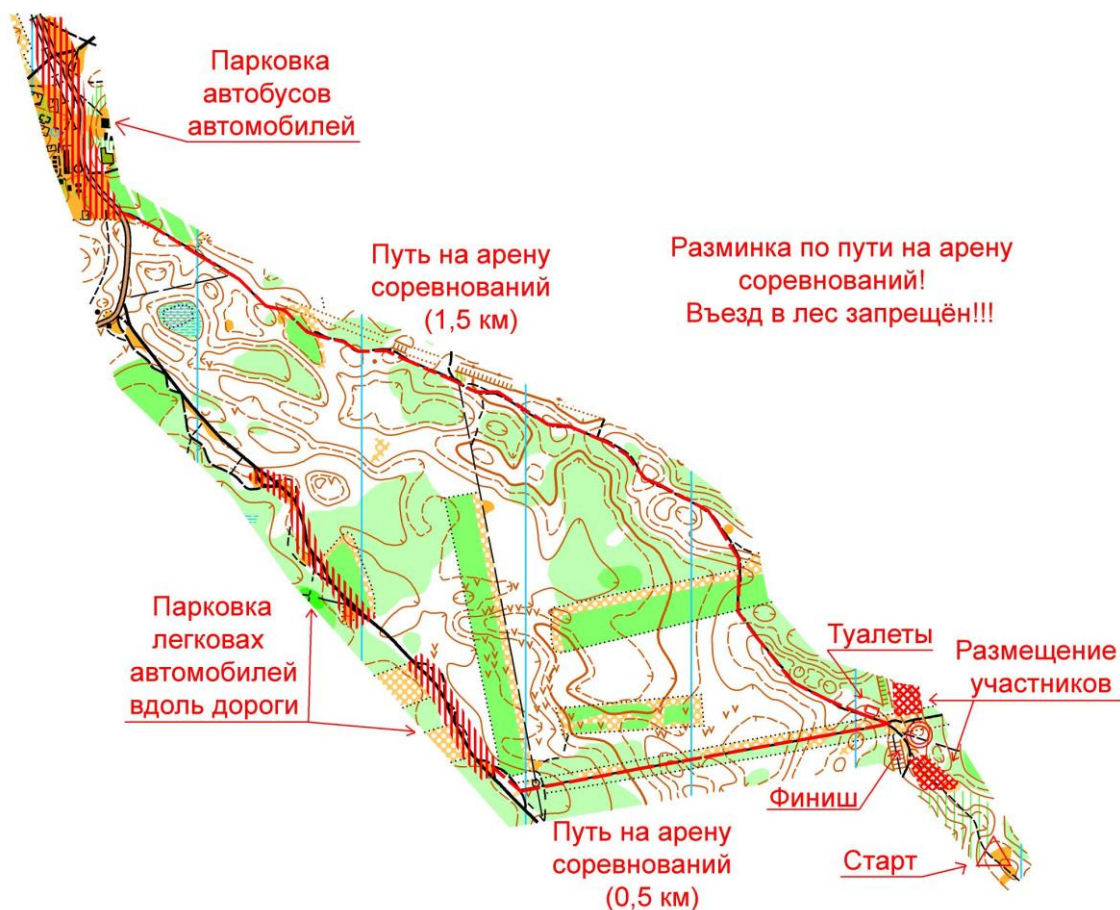 Парковка
автобусов
автомобилей
Путь на арену
соревнований
(1,5 км)
Разминка по пути на арену
соревнований!
Въезд в лес запрещён!!!
Парковка
легковах
автомобилей
вдоль дороги
Туалеты
Размещение
участников
Финиш
Путь на арену
соревнований
(0,5 км)
Старт